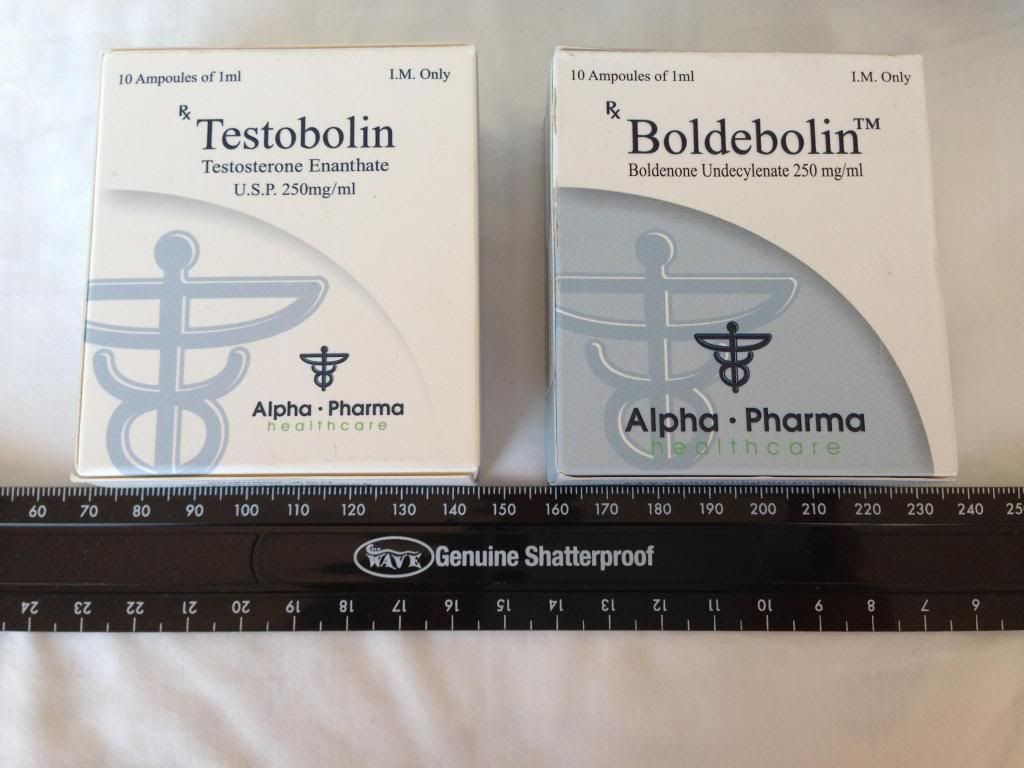 10 Ampoules of 1ml
I.M. Only
Rx
Testobolin
Testosterone Enanthate
U.S.P. 250mg/ml
Alpha · Pharma
healthcare
10 Ampoules of 1ml
I.M. Only
Rx
Boldebolin™
Boldenone Undecylenate 250 mg/ml
Alpha · Pharma
healthcare
60 70 80 90 100 110 120 130 140 150 160 170 180 190 200 210 220 230 240
WAVE Genuine Shatterproof
24 23 22 21 20 19 18 17 16 15 14 13 12 11 10 9 8 7 6